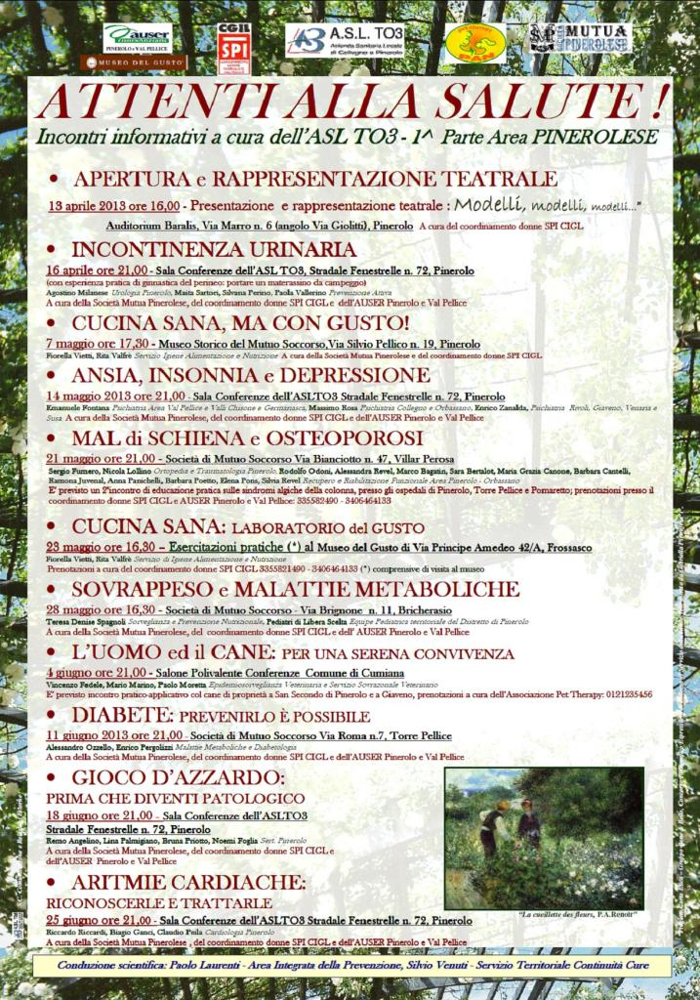 auser
PINEROLO e VAL PELLICE
MUSEO DEL GUSTO
CGIL
SPI
A.S.L. TO3
Azienda Sanitaria Locale
di Collegno e Pinerolo
MUTUA
PINEROLESE
ATTENTI ALLA SALUTE !
Incontri informativi a cura dell'ASL TO3 - 1^ Parte Area PINEROLESE
• APERTURA e RAPPRESENTAZIONE TEATRALE
13 aprile 2013 ore 16,00 - Presentazione e rappresentazione teatrale : Modelli, modelli, modelli..."
Auditorium Baralis, Via Marro n. 6 (angolo Via Giolitti), Pinerolo A cura del coordinamento donne SPI CIGL
• INCONTINENZA URINARIA
16 aprile ore 21,00 - Sala Conferenze dell'ASL TO3, Stradale Fenestrelle n. 72, Pinerolo
(con esperienza pratica di ginnastica del perineo: portare un materassino da campeggio)
Agostino Milanese Urologia Pinerolo, Maita Sartori, Silvana Perino, Paola Vallerino Prevenzione Attiva
A cura della Società Mutua Pinerolese, del coordinamento donne SPI CIGL e dell'AUSER Pinerolo e Val Pellice
• CUCINA SANA, MA CON GUSTO!
7 maggio ore 17,30 - Museo Storico del Mutuo Soccorso,Via Silvio Pellico n. 19, Pinerolo
Fiorella Vietti, Rita Valfrè Servizio Igiene Alimentazione e Nutrizione A cura della Società Mutua Pinerolese e del coordinamento donne SPI CIGL
• ANSIA, INSONNIA e DEPRESSIONE
14 maggio 2013 ore 21,00 - Sala Conferenze dell'ASLTO3 Stradale Fenestrelle n. 72, Pinerolo
Emanuele Fontana Psichiatria Area Val Pellice e Valli Chisone e Germanasca, Massimo Rosa Psichiatria Collegno e Orbassano, Enrico Zanalda, Psichiatria Rivoli, Giaveno, Venaria e
Susa A cura della Società Mutua Pinerolese, del coordinamento donne SPI CIGL e dell'AUSER Pinerolo e Val Pellice
• MAL di SCHIENA e OSTEOPOROSI
21 maggio ore 21,00 - Società di Mutuo Soccorso Via Bianciotto n. 47, Villar Perosa
Sergio Fumero, Nicola Lollino Ortopedia e Traumatologia Pinerolo, Rodolfo Odoni, Alessandra Revel, Marco Bagatin, Sara Bertalot, Maria Grazia Canone, Barbara Cantelli,
Ramona Juvenal, Anna Panichelli, Barbara Poetto, Elena Pons, Silvia Revel Recupero e Riabilitazione Funzionale Area Pinerolo - Orbassano
E' previsto un 2°incontro di educazione pratica sulle sindromi algiche della colonna, presso gli ospedali di Pinerolo, Torre Pellice e Pomaretto; prenotazioni presso il
coordinamento donne SPI CIGL e AUSER Pinerolo e Val Pellice: 335582490 - 3406464133
• CUCINA SANA: LABORATORIO del GUSTO
23 maggio ore 16,30 – Esercitazioni pratiche (*) al Museo del Gusto di Via Principe Amedeo 42/A, Frossasco
Fiorella Vietti, Rita Valfrè Servizio di Igiene Alimentazione e Nutrizione
Prenotazioni a cura del coordinamento donne SPI CIGL 3355821490 - 3406464133 (*) comprensive di visita al museo
• SOVRAPPESO e MALATTIE METABOLICHE
28 maggio ore 16,30 - Società di Mutuo Soccorso - Via Brignone n. 11, Bricherasio
Teresa Denise Spagnoli Sorveglianza e Prevenzione Nutrizionale, Pediatri di Libera Scelta Equipe Pediatrica territoriale del Distretto di Pinerolo
A cura della Società Mutua Pinerolese, del coordinamento donne SPI CIGL e dell' AUSER Pinerolo e Val Pellice
• L'UOMO ed il CANE: PER UNA SERENA CONVIVENZA
4 giugno ore 21,00 - Salone Polivalente Conferenze Comune di Cumiana
Vincenzo Fedele, Mario Marino, Paolo Moretta Epidemiosorveglianza Veterinaria e Servizio Sovrazonale Veterinario
E' previsto incontro pratico-applicativo col cane di proprietà a San Secondo di Pinerolo e a Giaveno, prenotazioni a cura dell'Associazione Pet Therapy: 0121235456
• DIABETE: PREVENIRLO È POSSIBILE
11 giugno 2013 ore 21,00 - Società di Mutuo Soccorso Via Roma n.7, Torre Pellice
Alessandro Ozzello, Enrico Pergolizzi Malattie Metaboliche e Diabetologia
A cura della Società Mutua Pinerolese, del coordinamento donne SPI CIGL e dell'AUSER Pinerolo e Val Pellice
• GIOCO D'AZZARDO:
PRIMA CHE DIVENTI PATOLOGICO
18 giugno ore 21,00 - Sala Conferenze dell'ASLTO3
Stradale Fenestrelle n. 72, Pinerolo
Remo Angelino, Lina Palmigiano, Bruna Priotto, Noemi Foglia Sert. Pinerolo
A cura della Società Mutua Pinerolese, del coordinamento donne SPI CIGL e
dell'AUSER Pinerolo e Val Pellice
"La cueillette des fleurs, P.A.Renoir"
• ARITMIE CARDIACHE:
RICONOSCERLE E TRATTARLE
25 giugno ore 21,00 - Sala Conferenze dell'ASLTO3 Stradale Fenestrelle n. 72, Pinerolo
Riccardo Riccardi, Biagio Ganci, Claudio Peila Cardiologia Pinerolo
A cura della Società Mutua Pinerolese , del coordinamento donne SPI CIGL e dell'AUSER Pinerolo e Val Pellice
Conduzione scientifica: Paolo Laurenti - Area Integrata della Prevenzione, Silvio Venuti - Servizio Territoriale Continuità Cure